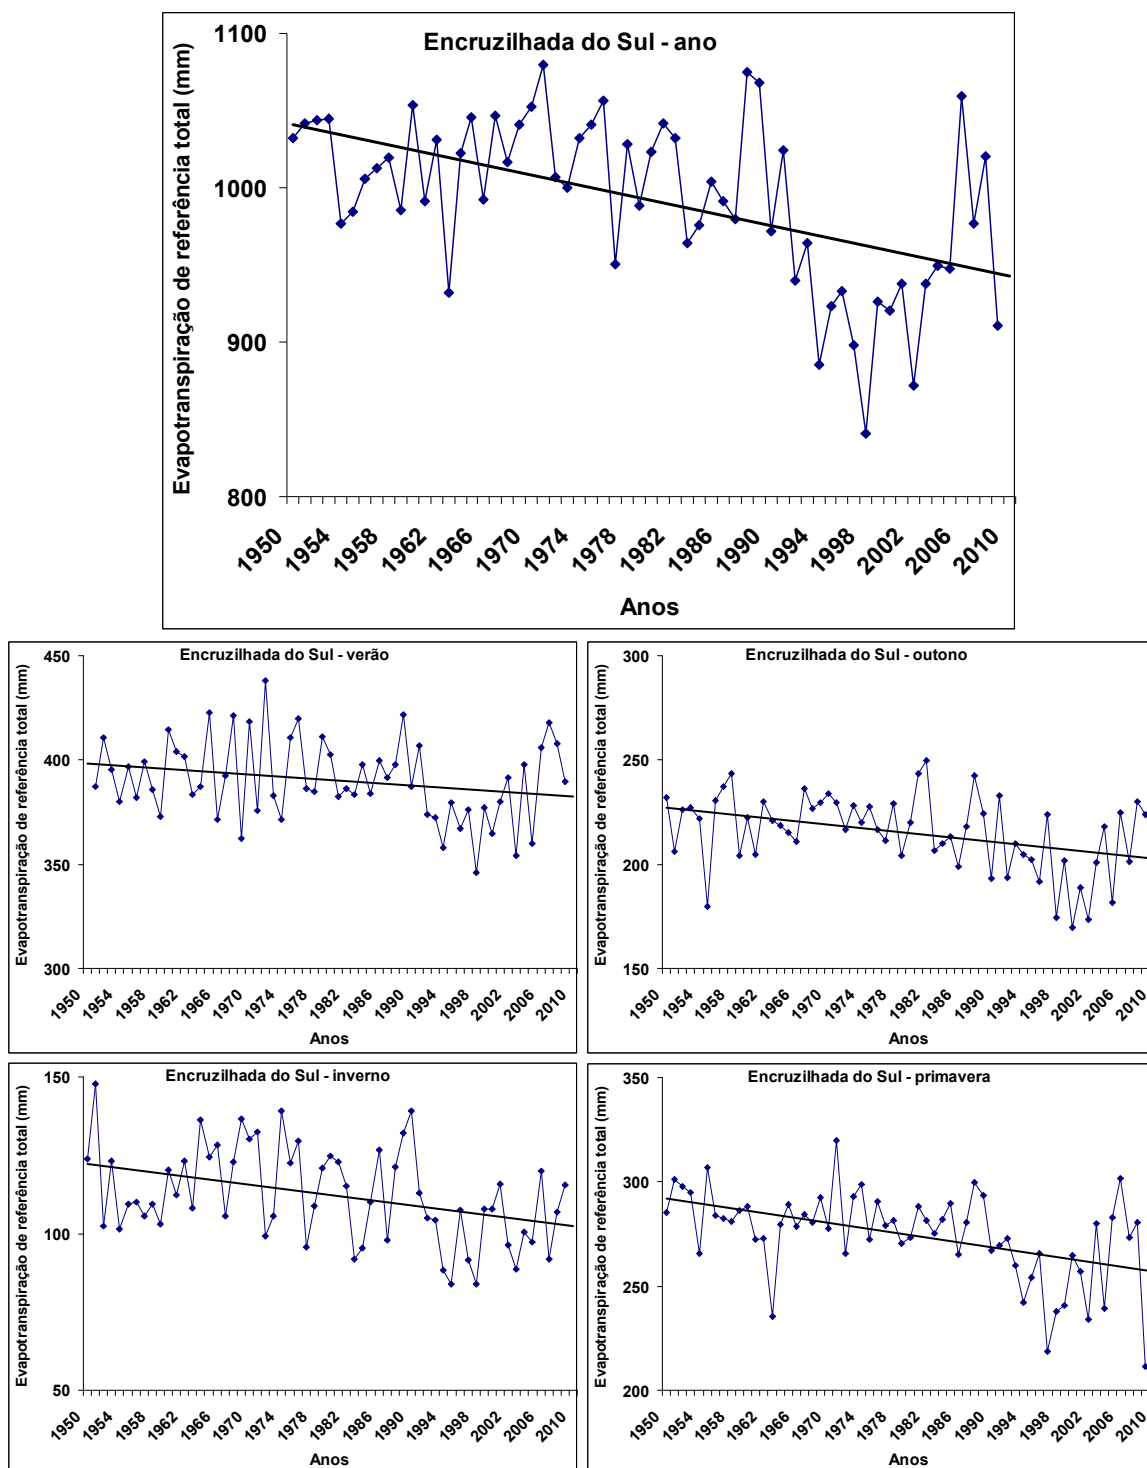 Encruzilhada do Sul - ano
Evapotranspiração de referência total (mm)
1100
1000
900
800
1950 1954 1958 1962 1966 1970 1974 1978 1982 1986 1990 1994 1998 2002 2006 2010
Anos
Encruzilhada do Sul - verão
Evapotranspiração de referência total (mm)
450
400
350
300
1950 1954 1958 1962 1966 1970 1974 1978 1982 1986 1990 1994 1998 2002 2006 2010
Anos
Encruzilhada do Sul - outono
Evapotranspiração de referência total (mm)
300
250
200
150
1950 1954 1958 1962 1966 1970 1974 1978 1982 1986 1990 1994 1998 2002 2006 2010
Anos
Encruzilhada do Sul - inverno
Evapotranspiração de referência total (mm)
150
100
50
1950 1954 1958 1962 1966 1970 1974 1978 1982 1986 1990 1994 1998 2002 2006 2010
Anos
Encruzilhada do Sul - primavera
Evapotranspiração de referência total (mm)
350
300
250
200
1950 1954 1958 1962 1966 1970 1974 1978 1982 1986 1990 1994 1998 2002 2006 2010
Anos